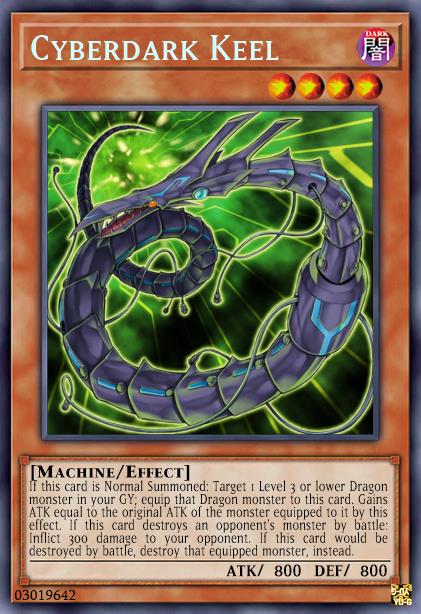 Cyberdark Keel
DARK
闇
[Machine/Effect]
If this card is Normal Summoned: Target 1 Level 3 or lower Dragon
monster in your GY; equip that Dragon monster to this card. Gains
ATK equal to the original ATK of the monster equipped to it by this
effect. If this card destroys an opponent's monster by battle:
Inflict 300 damage to your opponent. If this card would be
destroyed by battle, destroy that equipped monster, instead.
ATK/ 800 DEF/ 800
03019642